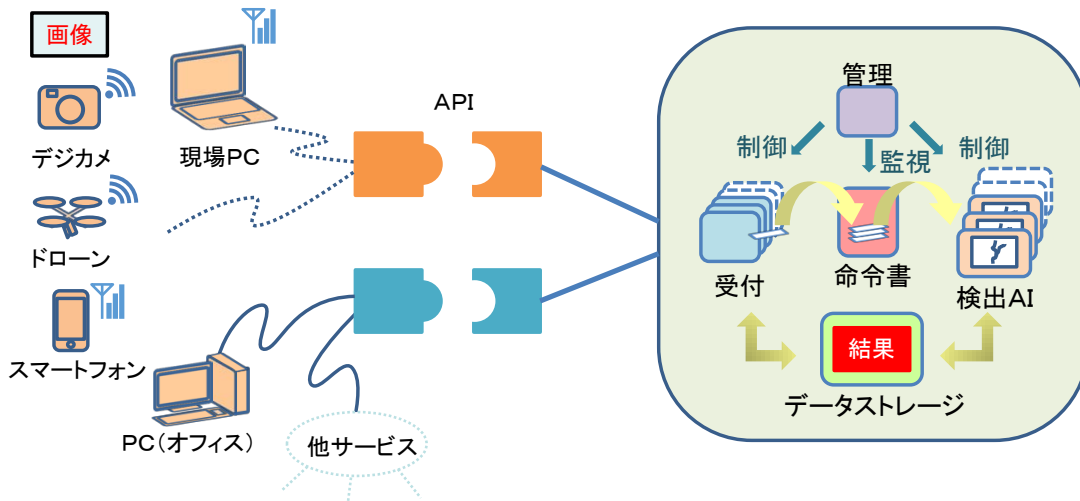 画像
デジカメ
現場PC
ドローン
スマートフォン
PC(オフィス)
他サービス
API
管理
制御
監視
制御
受付
命令書
検出AI
結果
データストレージ